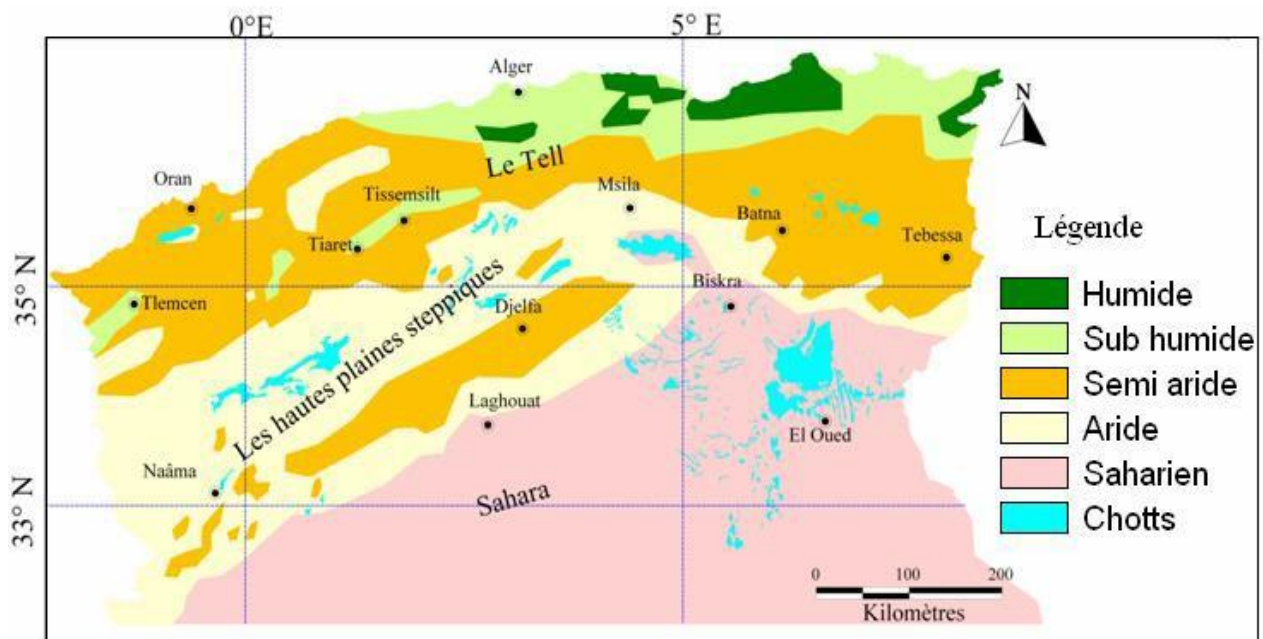 0°E
5° E
N
Alger
Le Tell
Oran
Tissemsilt
Msila
Batna
Tiaret
Tebessa
35° N
Tlemcen
Biskra
Djelfa
Les hautes plaines steppiques
Laghouat
El Oued
Naâma
Sahara
33° N
Légende
Humide
Sub humide
Semi aride
Aride
Saharien
Chotts
0 100 200
Kilomètres